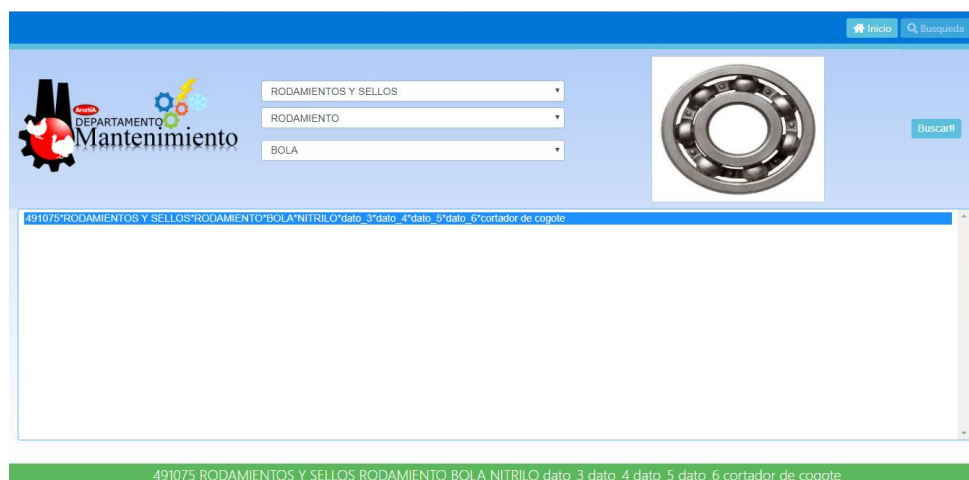 Inicio
Busqueda
RODAMIENTOS Y SELLOS
RODAMIENTO
BOLA
Ariztía
DEPARTAMENTO
Mantenimiento
Buscar!!
491075*RODAMIENTOS Y SELLOS*RODAMIENTO*BOLA*NITRILO*dato_3*dato_4*dato_5*dato_6*cortador de cogote
491075 RODAMIENTOS Y SELLOS RODAMIENTO BOLA NITRILO dato_3 dato_4 dato_5 dato_6 cortador de cogote